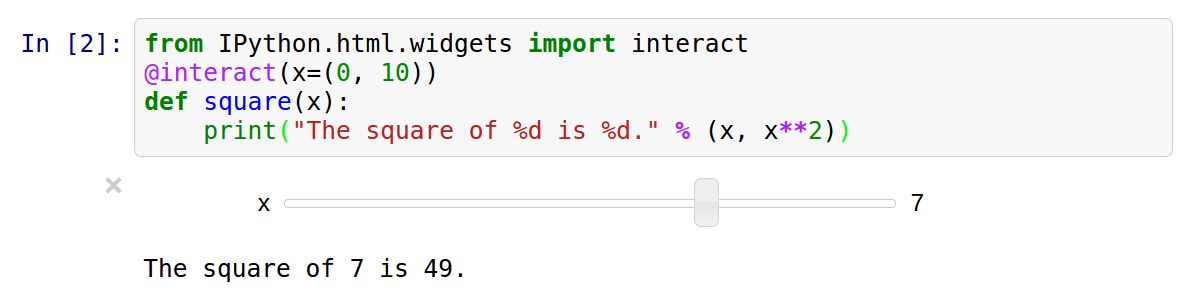 In [2]: from IPython.html.widgets import interact
@interact(x=(0, 10))
def square(x):
    print("The square of %d is %d." % (x, x**2))
× x 7
The square of 7 is 49.